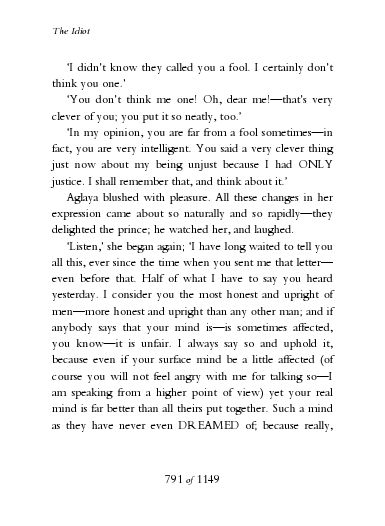 The Idiot
‘I didn’t know they called you a fool. I certainly don’t
think you one.’
‘You don’t think me one! Oh, dear me!—that’s very
clever of you; you put it so neatly, too.’
‘In my opinion, you are far from a fool sometimes—in
fact, you are very intelligent. You said a very clever thing
just now about my being unjust because I had ONLY
justice. I shall remember that, and think about it.’
Aglaya blushed with pleasure. All these changes in her
expression came about so naturally and so rapidly—they
delighted the prince; he watched her, and laughed.
‘Listen,’ she began again; ‘I have long waited to tell you
all this, ever since the time when you sent me that letter—
even before that. Half of what I have to say you heard
yesterday. I consider you the most honest and upright of
men—more honest and upright than any other man; and if
anybody says that your mind is—is sometimes affected,
you know—it is unfair. I always say so and uphold it,
because even if your surface mind be a little affected (of
course you will not feel angry with me for talking so—I
am speaking from a higher point of view) yet your real
mind is far better than all theirs put together. Such a mind
as they have never even DREAMED of; because really,
791 of 1149